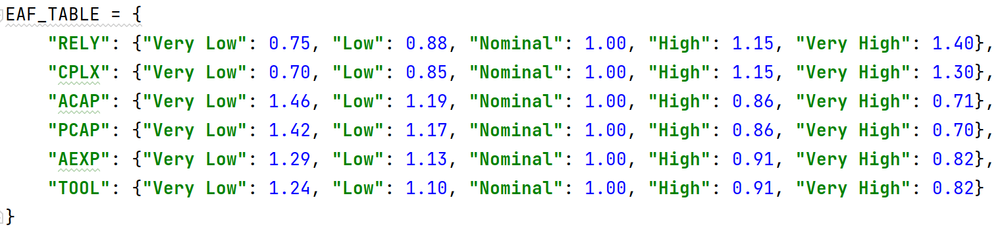 EAF_TABLE = {
    "RELY": {"Very Low": 0.75, "Low": 0.88, "Nominal": 1.00, "High": 1.15, "Very High": 1.40},
    "CPLX": {"Very Low": 0.70, "Low": 0.85, "Nominal": 1.00, "High": 1.15, "Very High": 1.30},
    "ACAP": {"Very Low": 1.46, "Low": 1.19, "Nominal": 1.00, "High": 0.86, "Very High": 0.71},
    "PCAP": {"Very Low": 1.42, "Low": 1.17, "Nominal": 1.00, "High": 0.86, "Very High": 0.70},
    "AEXP": {"Very Low": 1.29, "Low": 1.13, "Nominal": 1.00, "High": 0.91, "Very High": 0.82},
    "TOOL": {"Very Low": 1.24, "Low": 1.10, "Nominal": 1.00, "High": 0.91, "Very High": 0.82}
}